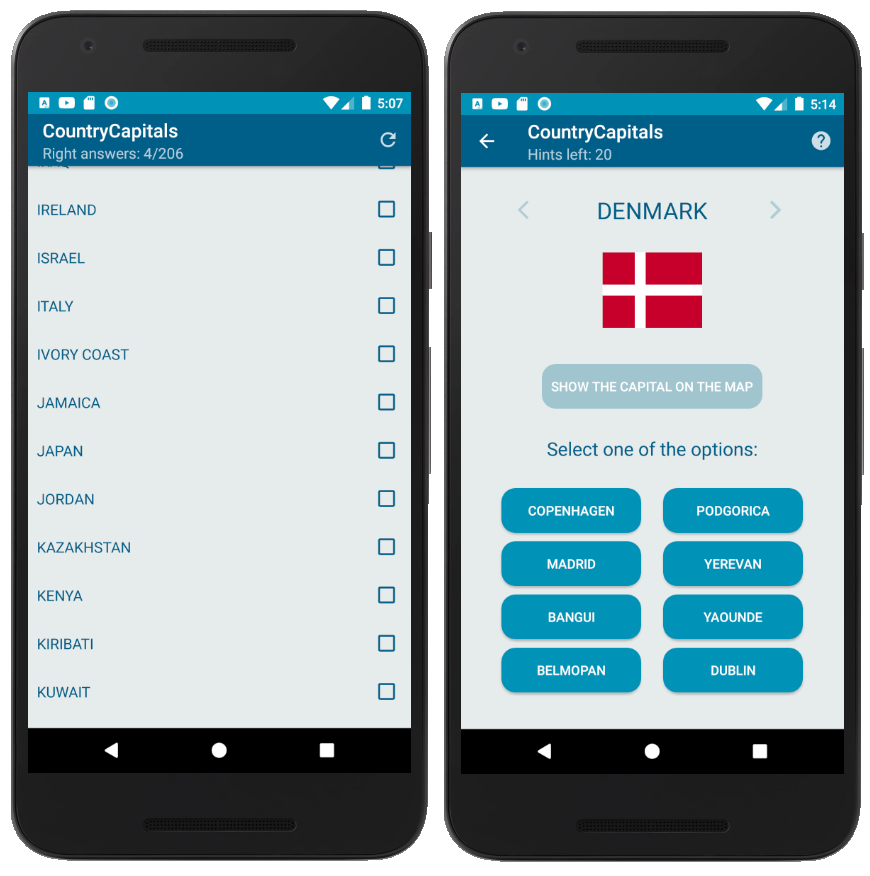 5:07
CountryCapitals
Right answers: 4/206
IRELAND
ISRAEL
ITALY
IVORY COAST
JAMAICA
JAPAN
JORDAN
KAZAKHSTAN
KENYA
KIRIBATI
KUWAIT
5:14
CountryCapitals
Hints left: 20
DENMARK
SHOW THE CAPITAL ON THE MAP
Select one of the options:
COPENHAGEN PODGORICA
MADRID YEREVAN
BANGUI YAOUNDE
BELMOPAN DUBLIN